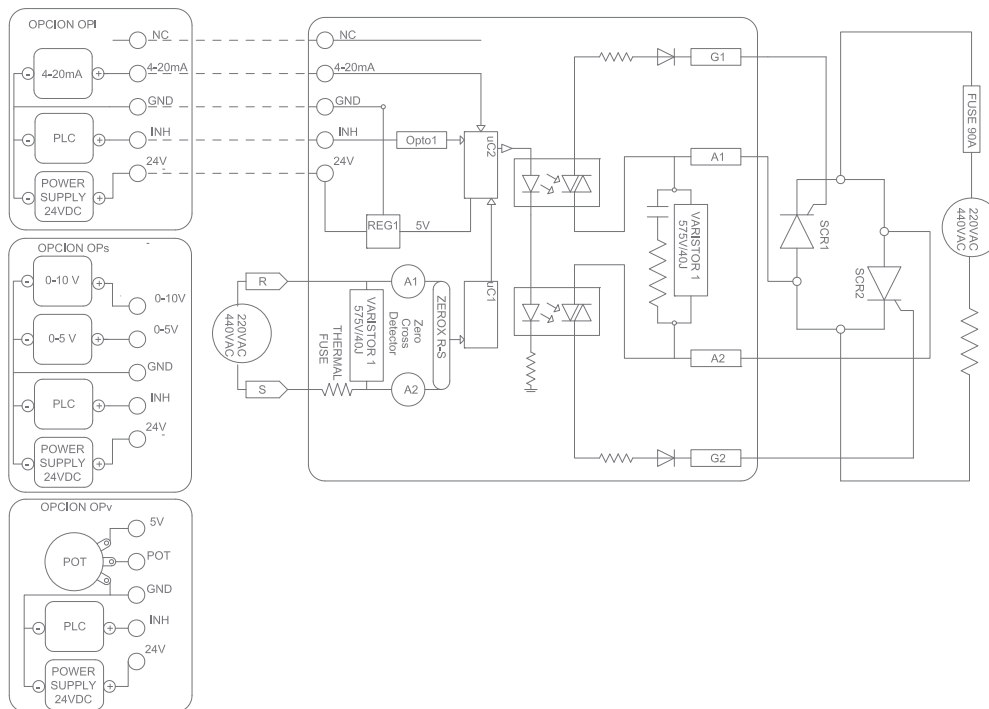 OPCION OPI
NC
4-20mA
4-20mA
GND
PLC
INH
24V
POWER
SUPPLY
24VDC
OPCION OPs
0-10 V
0-10V
0-5 V
0-5V
GND
PLC
INH
24V
POWER
SUPPLY
24VDC
OPCION OPv
5V
POT
POT
GND
PLC
INH
24V
POWER
SUPPLY
24VDC
NC
4-20mA
GND
INH
24V
Opto1
uC2
REG1
5V
220VAC
440VAC
R
S
THERMAL
FUSE
VARISTOR 1
575V/40J
A1
A2
Zero
Cross
Detector
ZEROX R-S
uC1
G1
A1
VARISTOR 1
575V/40J
A2
G2
SCR1
SCR2
FUSE 90A
220VAC
440VAC